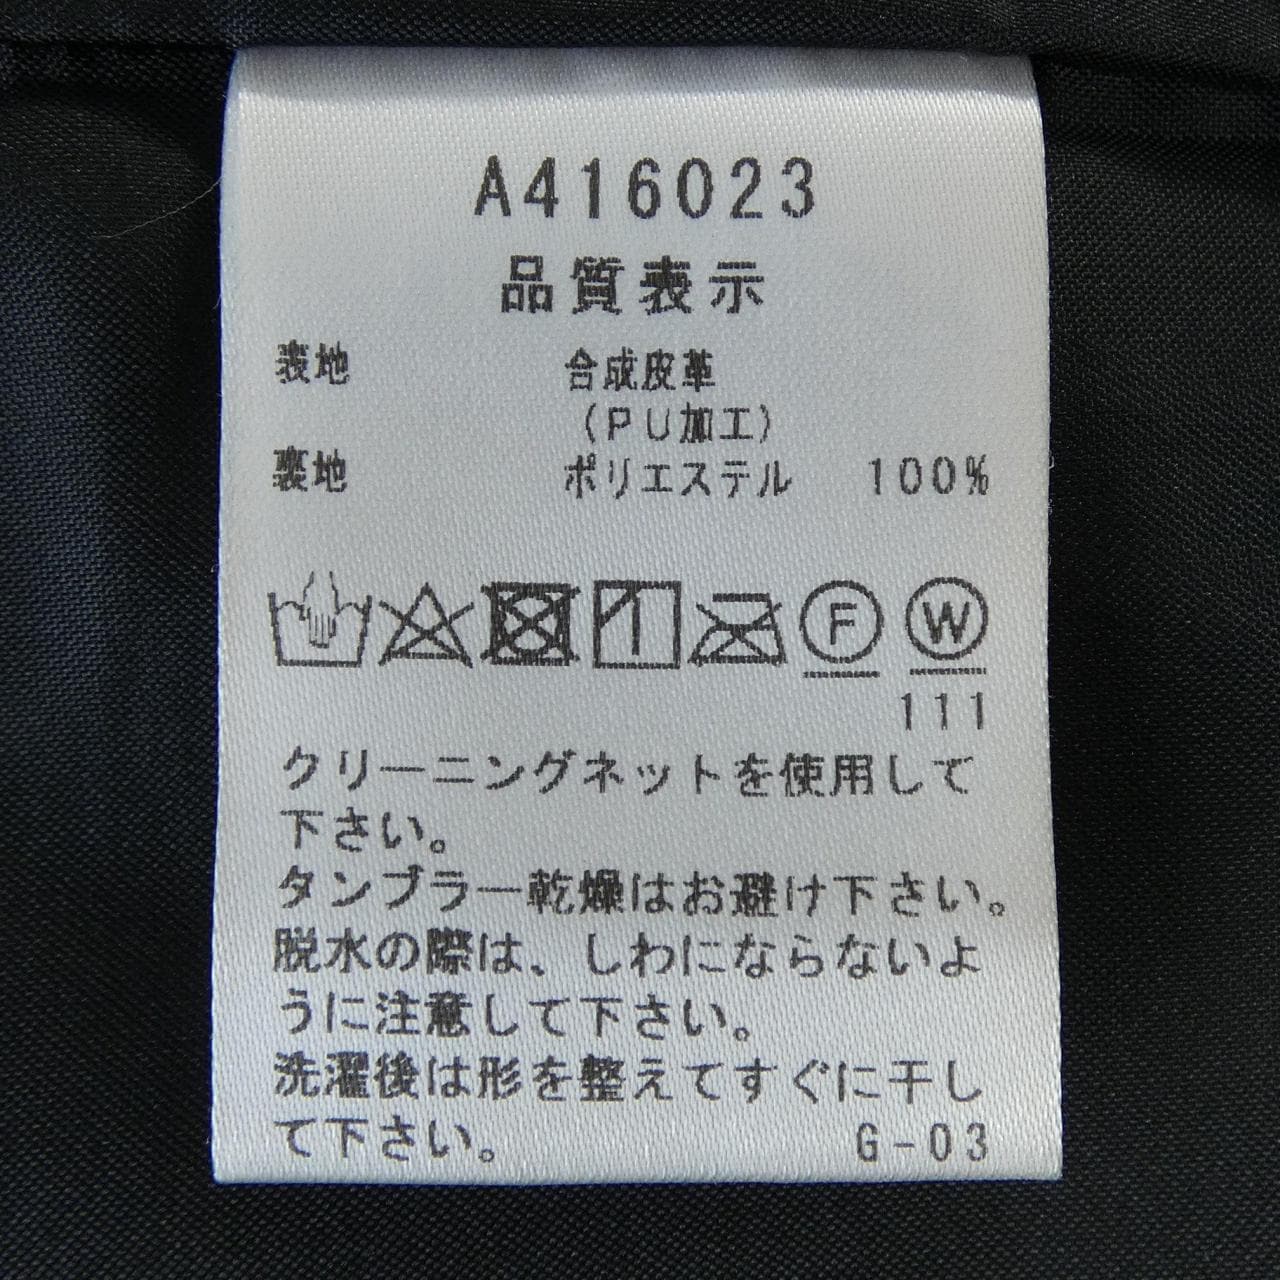 A416023
品質表示
表地 合成皮革
(PU加工)
裏地 ポリエステル 100%
F W
111
クリーニングネットを使用して
下さい。
タンブラー乾燥はお避け下さい。
脱水の際は、しわにならないよ
うに注意して下さい。
洗濯後は形を整えてすぐに干し
て下さい。 G-03